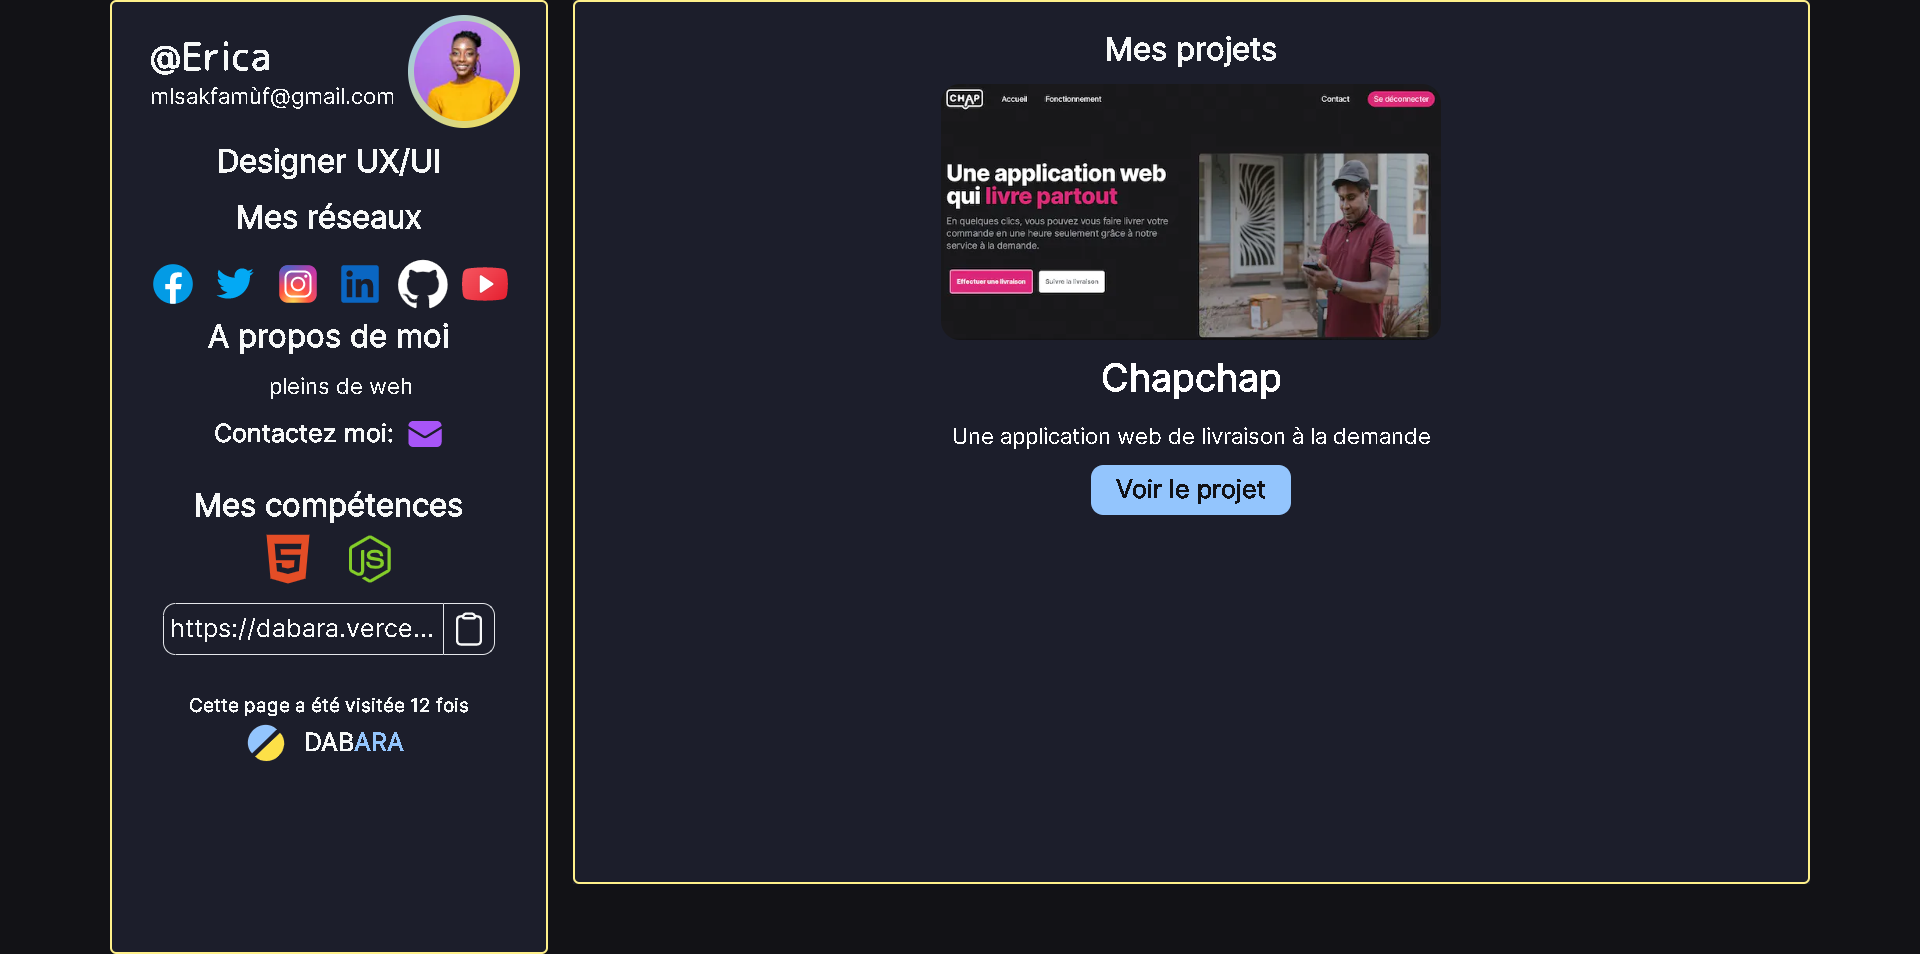 @Erica
mlsakfamùf@gmail.com
Designer UX/UI
Mes réseaux
A propos de moi
pleins de weh
Contactez moi:
Mes compétences
https://dabara.verce...
Cette page a été visitée 12 fois
DABARA
Mes projets
CHAP Accueil Fonctionnement Contact Se déconnecter
Une application web
qui livre partout
En quelques clics, vous pouvez vous faire livrer votre
commande en une heure seulement grâce à notre
service à la demande.
Effectuer une livraison Suivre la livraison
Chapchap
Une application web de livraison à la demande
Voir le projet